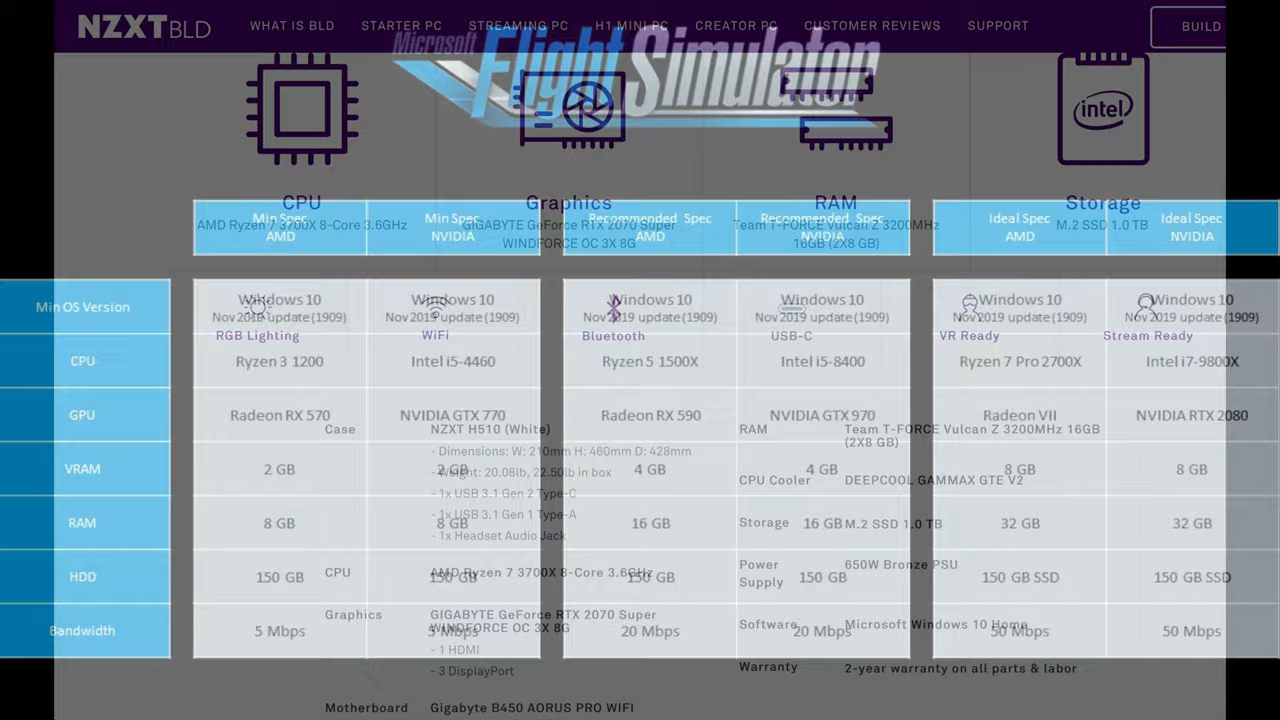 NZXT BLD
WHAT IS BLD STARTER PC STREAMING PC H1 MINI PC CREATOR PC CUSTOMER REVIEWS SUPPORT BUILD
Microsoft
Flight Simulator
intel
CPU Graphics RAM Storage
AMD Ryzen 7 3700X 8-Core 3.6GHz GIGABYTE GeForce RTX 2070 Super Team T-FORCE Vulcan Z 3200MHz M.2 SSD 1.0 TB
WINDFORCE OC 3X 8G 16GB (2X8 GB)
Min Spec Min Spec Recommended Spec Recommended Spec Ideal Spec Ideal Spec
AMD NVIDIA AMD NVIDIA AMD NVIDIA
Min OS Version Windows 10 Windows 10 Windows 10 Windows 10 Windows 10 Windows 10
Nov 2019 update (1909) Nov 2019 update (1909) Nov 2019 update (1909) Nov 2019 update (1909) Nov 2019 update (1909) Nov 2019 update (1909)
RGB Lighting WiFi Bluetooth USB-C VR Ready Stream Ready
CPU Ryzen 3 1200 Intel i5-4460 Ryzen 5 1500X Intel i5-8400 Ryzen 7 Pro 2700X Intel i7-9800X
GPU Radeon RX 570 NVIDIA GTX 770 Radeon RX 590 NVIDIA GTX 970 Radeon VII NVIDIA RTX 2080
VRAM 2 GB 2 GB 4 GB 4 GB 8 GB 8 GB
RAM 8 GB 8 GB 16 GB 16 GB 32 GB 32 GB
HDD 150 GB 150 GB 150 GB 150 GB 150 GB SSD 150 GB SSD
Bandwidth 5 Mbps 5 Mbps 20 Mbps 20 Mbps 50 Mbps 50 Mbps
Case NZXT H510 (White)
- Dimensions: W: 210mm H: 460mm D: 428mm
- Weight: 20.08lb, 22.50lb in box
- 1x USB 3.1 Gen 2 Type-C
- 1x USB 3.1 Gen 1 Type-A
- 1x Headset Audio Jack
CPU AMD Ryzen 7 3700X 8-Core 3.6GHz
Graphics GIGABYTE GeForce RTX 2070 Super
WINDFORCE OC 3X 8G
- 1 HDMI
- 3 DisplayPort
Motherboard Gigabyte B450 AORUS PRO WIFI
RAM Team T-FORCE Vulcan Z 3200MHz 16GB
(2X8 GB)
CPU Cooler DEEPCOOL GAMMAX GTE V2
Storage M.2 SSD 1.0 TB
Power 650W Bronze PSU
Supply
Software Microsoft Windows 10 Home
Warranty 2-year warranty on all parts & labor